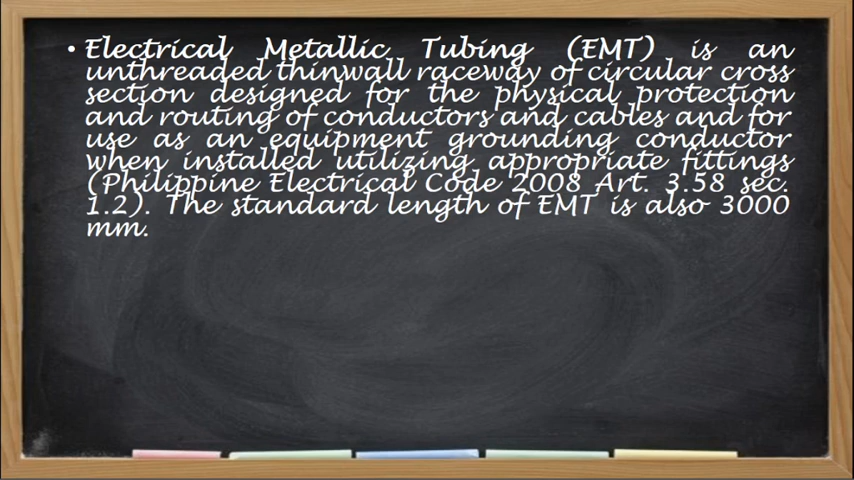 • Electrical Metallic Tubing (EMT) is an
unthreaded thinwall raceway of circular cross
section designed for the physical protection
and routing of conductors and cables and for
use as an equipment grounding conductor
when installed utilizing appropriate fittings
(Philippine Electrical Code 2008 Art. 3.58 sec.
1.2). The standard length of EMT is also 3000
mm.